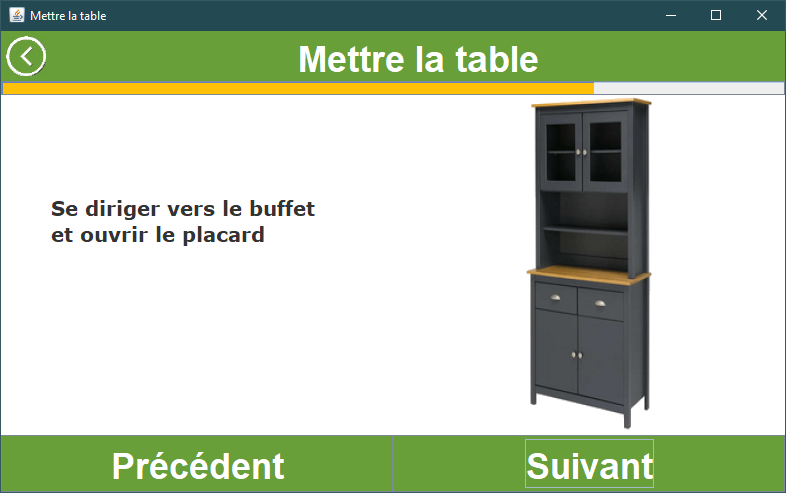 Mettre la table
Mettre la table
Se diriger vers le buffet
et ouvrir le placard
Précédent
Suivant